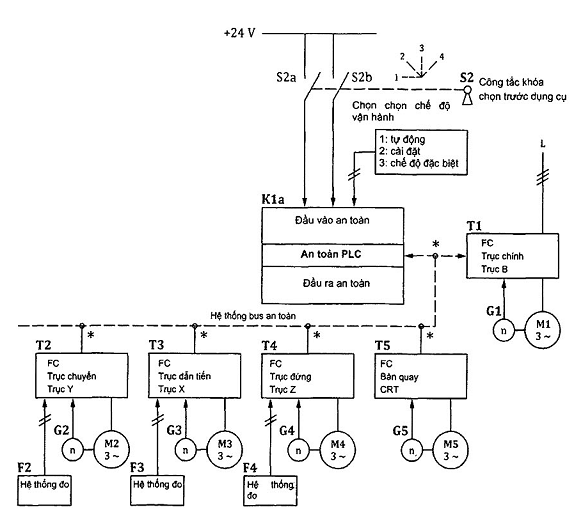 +24 V
S2a
S2b
1
2
3
4
S2
Công tắc khóa
chọn trước dụng cụ
Chọn chọn chế độ
vận hành
1: tự động
2: cài đặt
3: chế độ đặc biệt
L
K1a
Đầu vào an toàn
An toàn PLC
Đầu ra an toàn
*
T1
FC
Trục chính
Trục B
G1
n
M1
3 ~
Hệ thống bus an toàn
*
*
*
*
T2
FC
Trục chuyển
Trục Y
G2
n
M2
3 ~
F2
Hệ thống đo
T3
FC
Trục dẫn tiến
Trục X
G3
n
M3
3 ~
F3
Hệ thống đo
T4
FC
Trục đứng
Trục Z
G4
n
M4
3 ~
F4
Hệ thống
đo
T5
FC
Bàn quay
CRT
G5
n
M5
3 ~